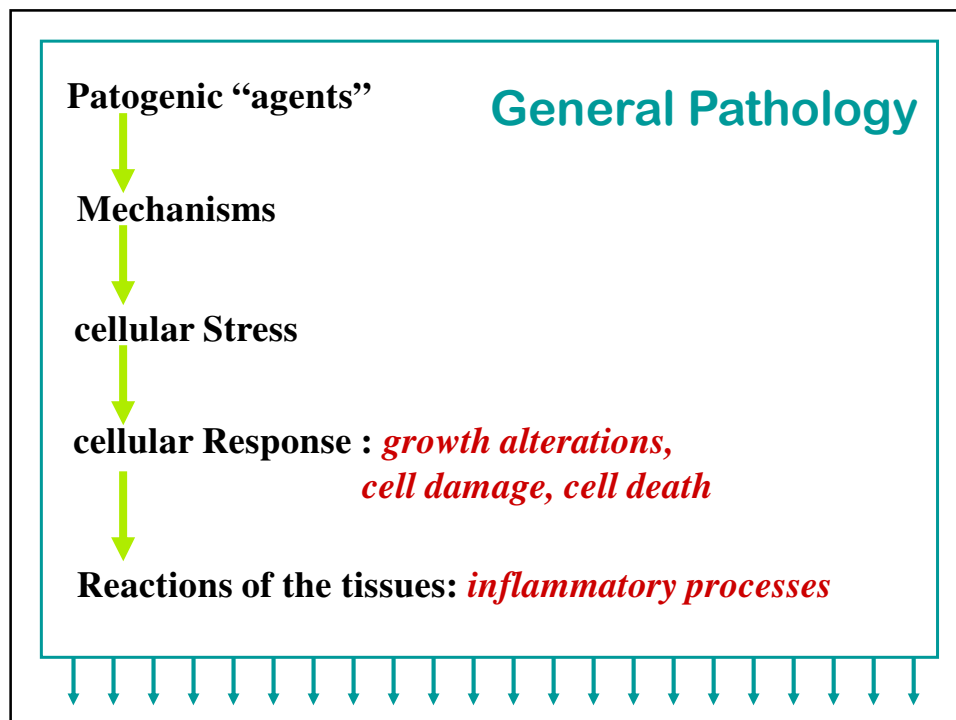 Patogenic “agents”
General Pathology
Mechanisms
cellular Stress
cellular Response : growth alterations,
cell damage, cell death
Reactions of the tissues: inflammatory processes